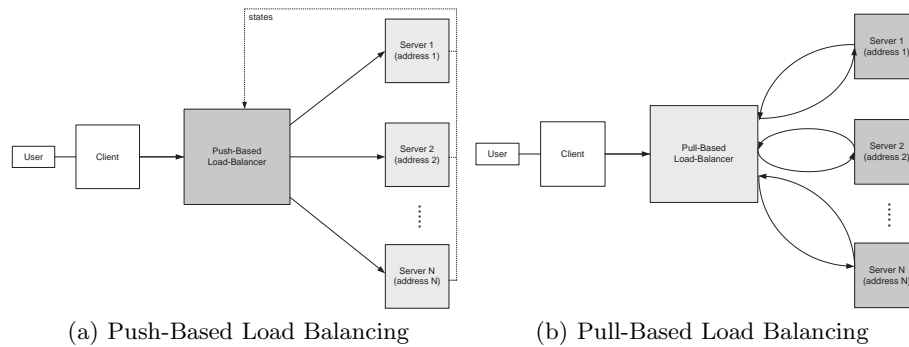 states
Server 1
(address 1)
User
Client
Push-Based
Load-Balancer
Server 2
(address 2)
Server N
(address N)
(a) Push-Based Load Balancing
Server 1
(address 1)
User
Client
Pull-Based
Load-Balancer
Server 2
(address 2)
Server N
(address N)
(b) Pull-Based Load Balancing